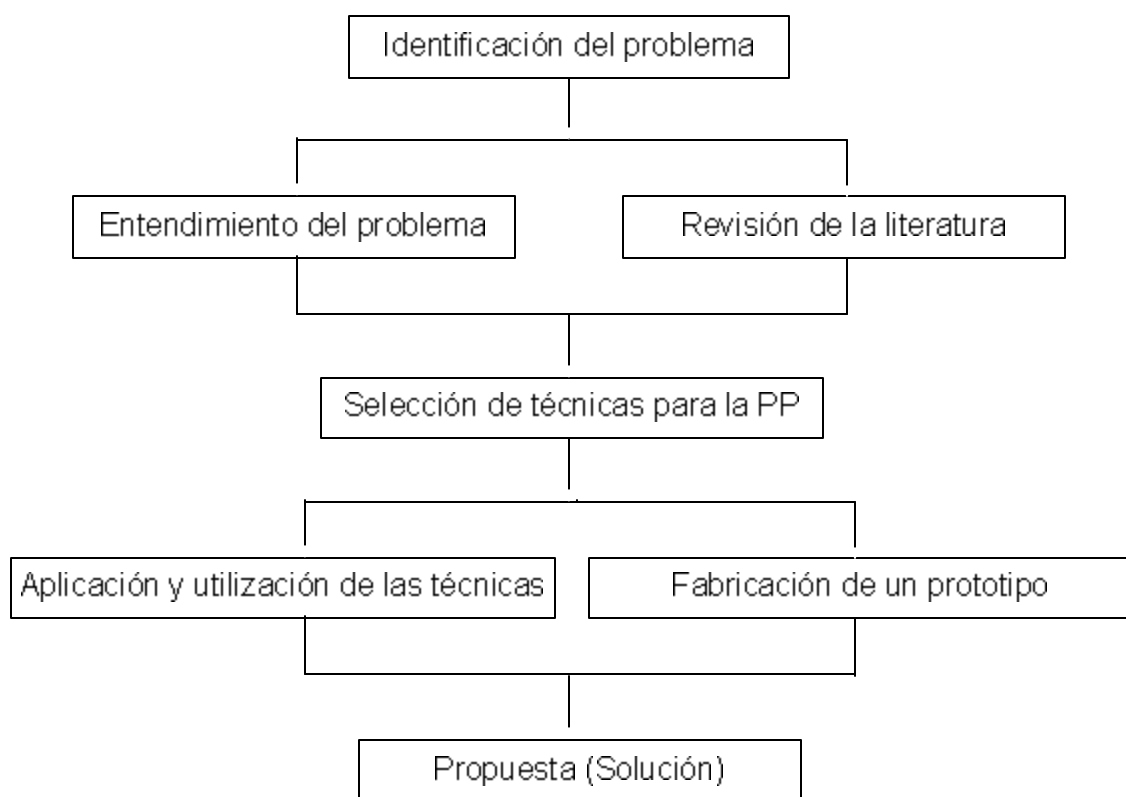 Identificación del problema
Entendimiento del problema
Revisión de la literatura
Selección de técnicas para la PP
Aplicación y utilización de las técnicas
Fabricación de un prototipo
Propuesta (Solución)